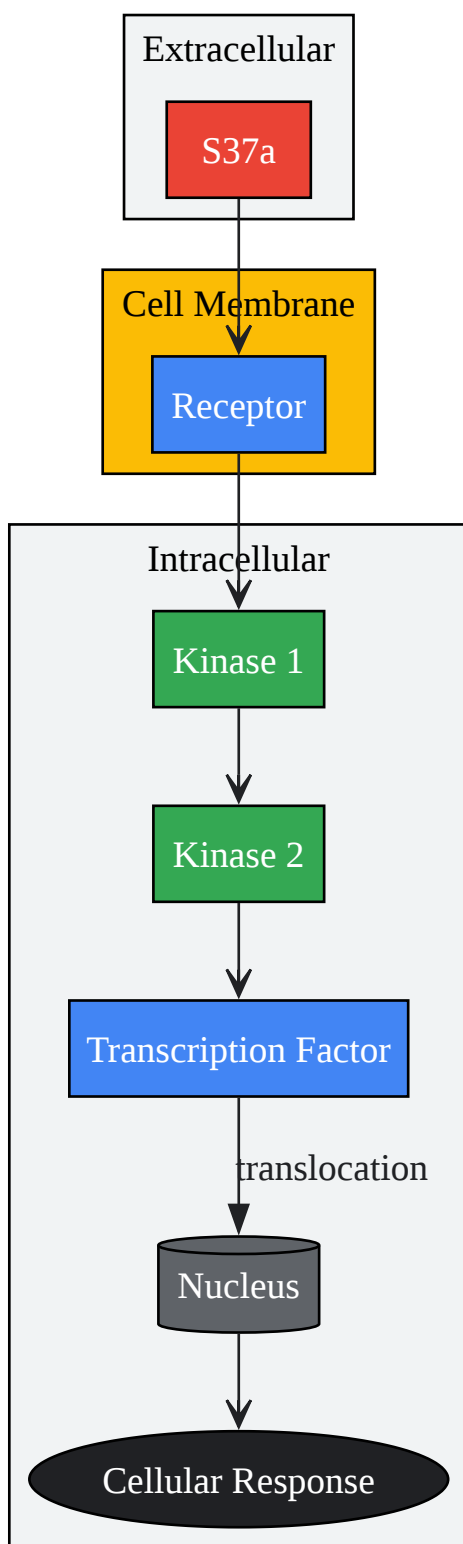 Extracellular
S37a
Cell Membrane
Receptor
Intracellular
Kinase 1
Kinase 2
Transcription Factor
translocation
Nucleus
Cellular Response